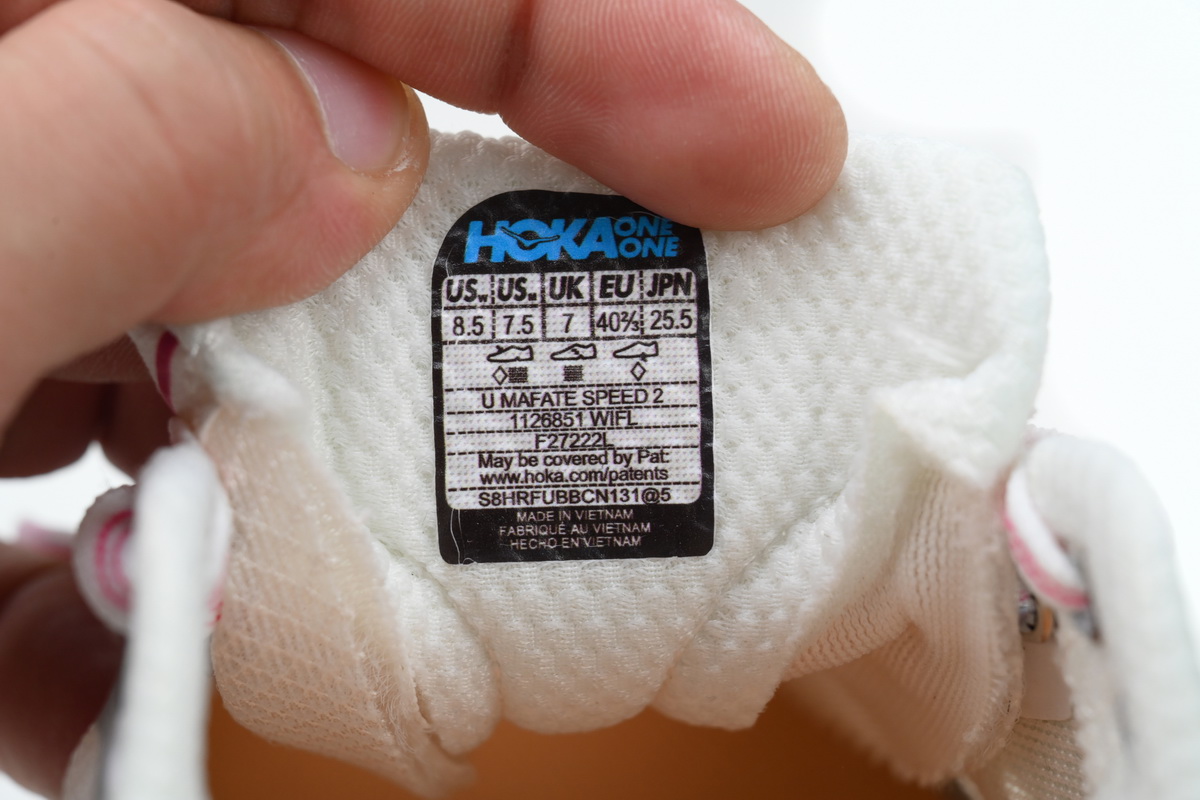 HOKA ONE ONE
USw US м UK EU JPN
8.5 7.5 7 40⅔ 25.5
U MAFATE SPEED 2
1126851 WIFL
F27222L
May be covered by Pat:
www.hoka.com/patents
S8HRFUBBCN131@5
MADE IN VIETNAM
FABRIQUÉ AU VIETNAM
HECHO EN VIETNAM